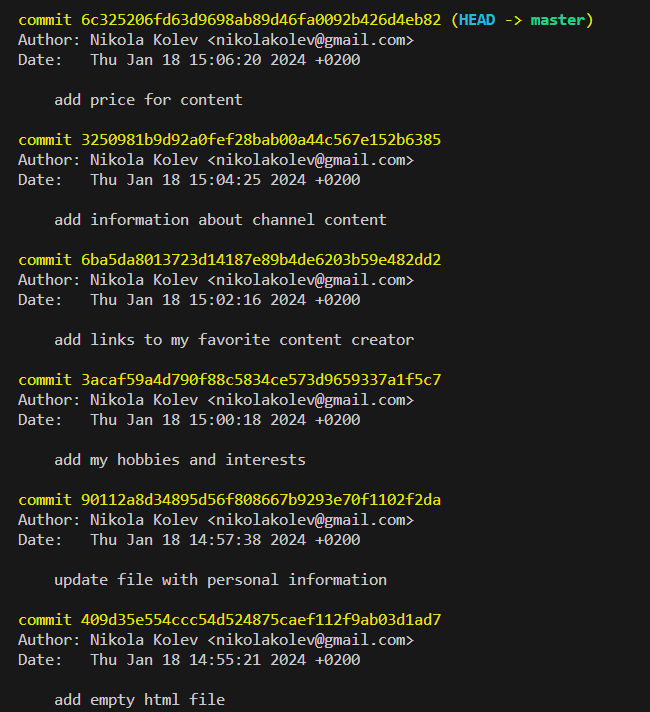 commit 6c325206fd63d9698ab89d46fa0092b426d4eb82 (HEAD -> master)
Author: Nikola Kolev <nikolakolev@gmail.com>
Date:   Thu Jan 18 15:06:20 2024 +0200
    add price for content
commit 3250981b9d92a0fef28bab00a44c567e152b6385
Author: Nikola Kolev <nikolakolev@gmail.com>
Date:   Thu Jan 18 15:04:25 2024 +0200
    add information about channel content
commit 6ba5da8013723d14187e89b4de6203b59e482dd2
Author: Nikola Kolev <nikolakolev@gmail.com>
Date:   Thu Jan 18 15:02:16 2024 +0200
    add links to my favorite content creator
commit 3acaf59a4d790f88c5834ce573d9659337a1f5c7
Author: Nikola Kolev <nikolakolev@gmail.com>
Date:   Thu Jan 18 15:00:18 2024 +0200
    add my hobbies and interests
commit 90112a8d34895d56f808667b9293e70f1102f2da
Author: Nikola Kolev <nikolakolev@gmail.com>
Date:   Thu Jan 18 14:57:38 2024 +0200
    update file with personal information
commit 409d35e554ccc54d524875caef112f9ab03d1ad7
Author: Nikola Kolev <nikolakolev@gmail.com>
Date:   Thu Jan 18 14:55:21 2024 +0200
    add empty html file